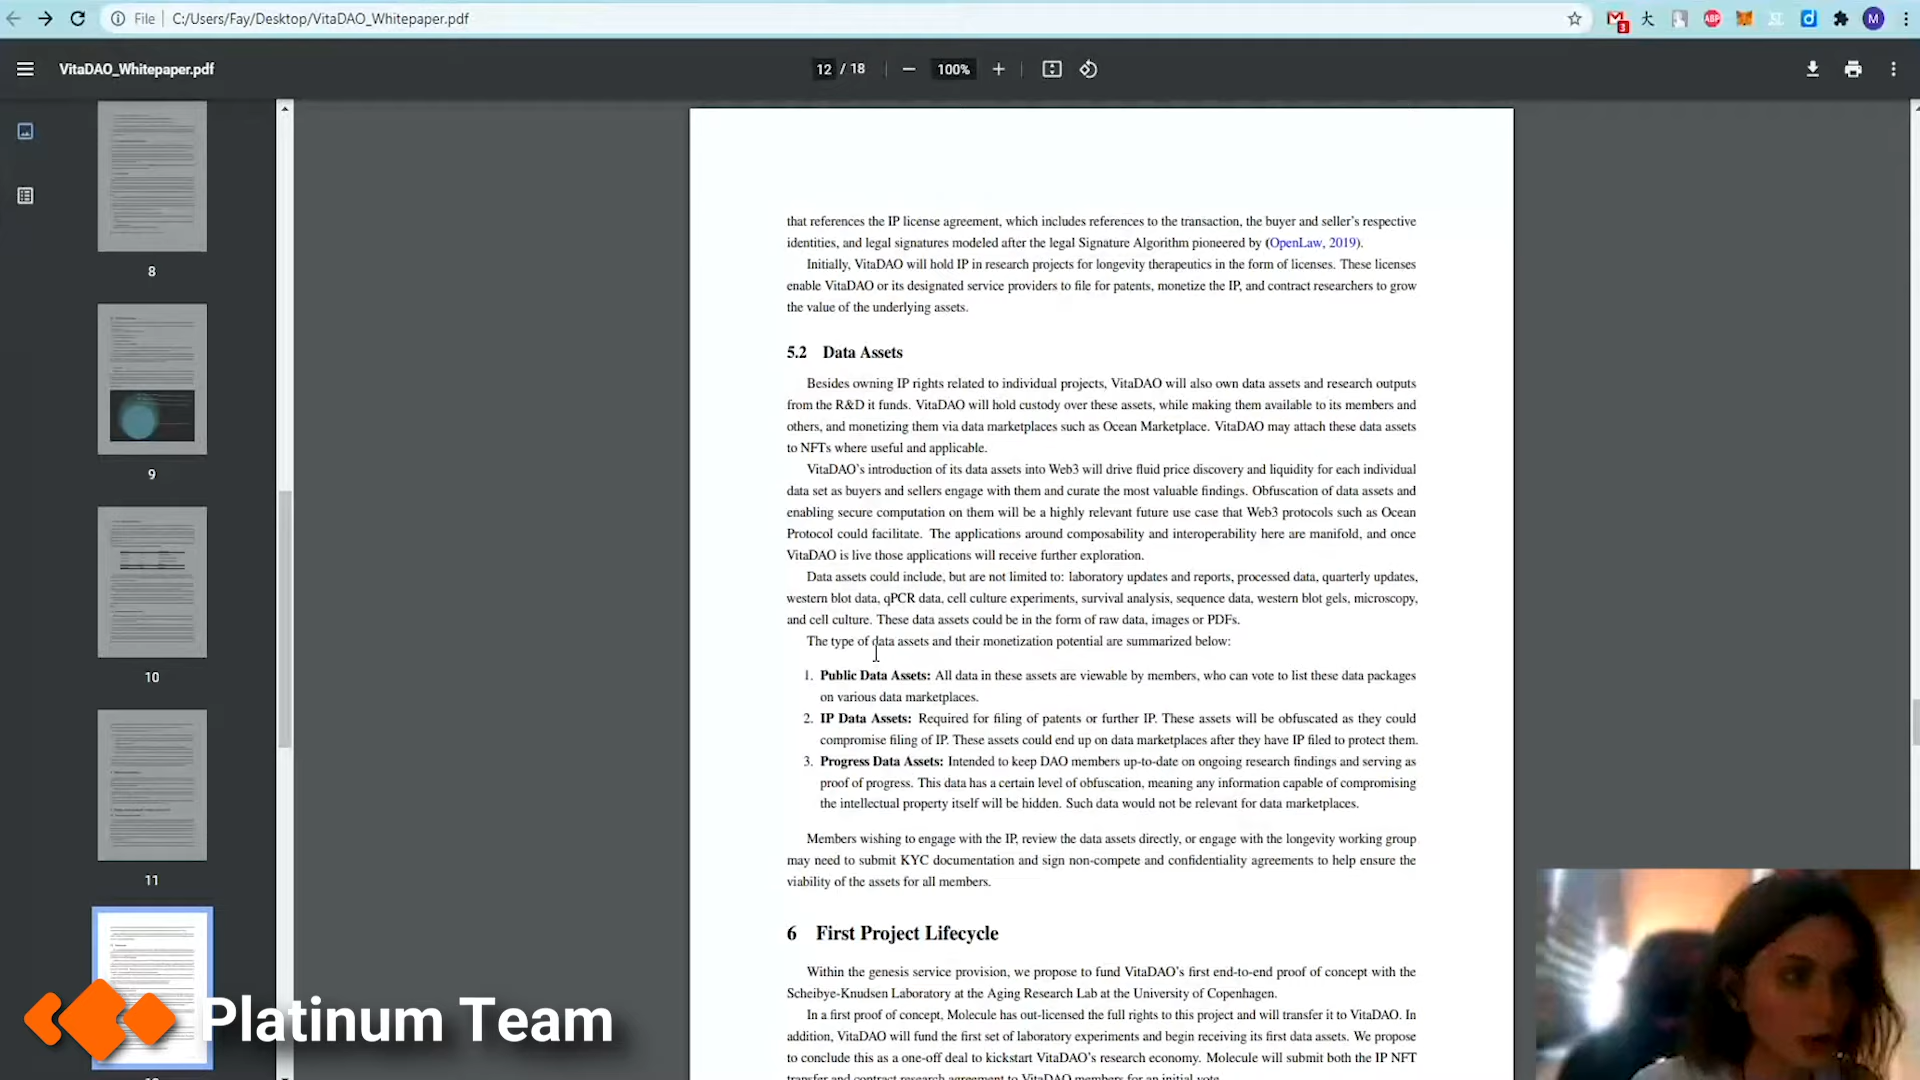 File
C:/Users/Fay/Desktop/VitaDAO_Whitepaper.pdf
VitaDAO_Whitepaper.pdf
12 / 18
100%
8
9
10
11
that references the IP license agreement, which includes references to the transaction, the buyer and seller's respective
identities, and legal signatures modeled after the legal Signature Algorithm pioneered by (OpenLaw, 2019).
Initially, VitaDAO will hold IP in research projects for longevity therapeutics in the form of licenses. These licenses
enable VitaDAO or its designated service providers to file for patents, monetize the IP, and contract researchers to grow
the value of the underlying assets.
5.2 Data Assets
Besides owning IP rights related to individual projects, VitaDAO will also own data assets and research outputs
from the R&D it funds. VitaDAO will hold custody over these assets, while making them available to its members and
others, and monetizing them via data marketplaces such as Ocean Marketplace. VitaDAO may attach these data assets
to NFTs where useful and applicable.
VitaDAO's introduction of its data assets into Web3 will drive fluid price discovery and liquidity for each individual
data set as buyers and sellers engage with them and curate the most valuable findings. Obfuscation of data assets and
enabling secure computation on them will be a highly relevant future use case that Web3 protocols such as Ocean
Protocol could facilitate. The applications around composability and interoperability here are manifold, and once
VitaDAO is live those applications will receive further exploration.
Data assets could include, but are not limited to: laboratory updates and reports, processed data, quarterly updates,
western blot data, qPCR data, cell culture experiments, survival analysis, sequence data, western blot gels, microscopy,
and cell culture. These data assets could be in the form of raw data, images or PDFs.
The type of data assets and their monetization potential are summarized below:
1. Public Data Assets: All data in these assets are viewable by members, who can vote to list these data packages
on various data marketplaces.
2. IP Data Assets: Required for filing of patents or further IP. These assets will be obfuscated as they could
compromise filing of IP. These assets could end up on data marketplaces after they have IP filed to protect them.
3. Progress Data Assets: Intended to keep DAO members up-to-date on ongoing research findings and serving as
proof of progress. This data has a certain level of obfuscation, meaning any information capable of compromising
the intellectual property itself will be hidden. Such data would not be relevant for data marketplaces.
Members wishing to engage with the IP, review the data assets directly, or engage with the longevity working group
may need to submit KYC documentation and sign non-compete and confidentiality agreements to help ensure the
viability of the assets for all members.
6 First Project Lifecycle
Within the genesis service provision, we propose to fund VitaDAO's first end-to-end proof of concept with the
Scheibye-Knudsen Laboratory at the Aging Research Lab at the University of Copenhagen.
In a first proof of concept, Molecule has out-licensed the full rights to this project and will transfer it to VitaDAO. In
addition, VitaDAO will fund the first set of laboratory experiments and begin receiving its first data assets. We propose
to conclude this as a one-off deal to kickstart VitaDAO's research economy. Molecule will submit both the IP NFT
transfer and contract research agreement to VitaDAO members for an initial vote.
Platinum Team